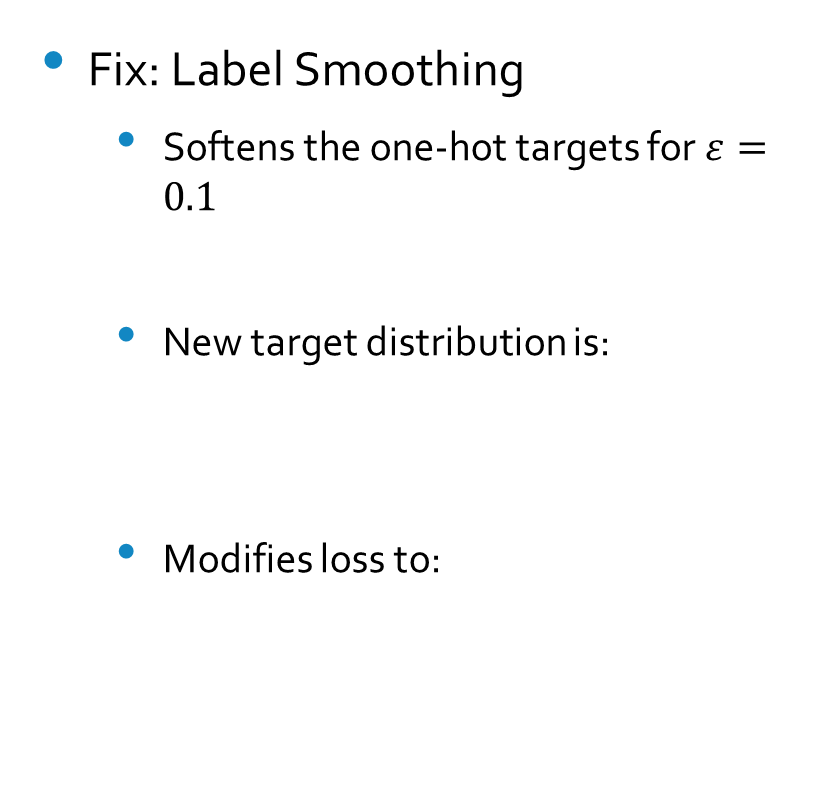 • Fix: Label Smoothing
• Softens the one-hot targets for 𝜀 =
0.1
• New target distribution is:
• Modifies loss to: